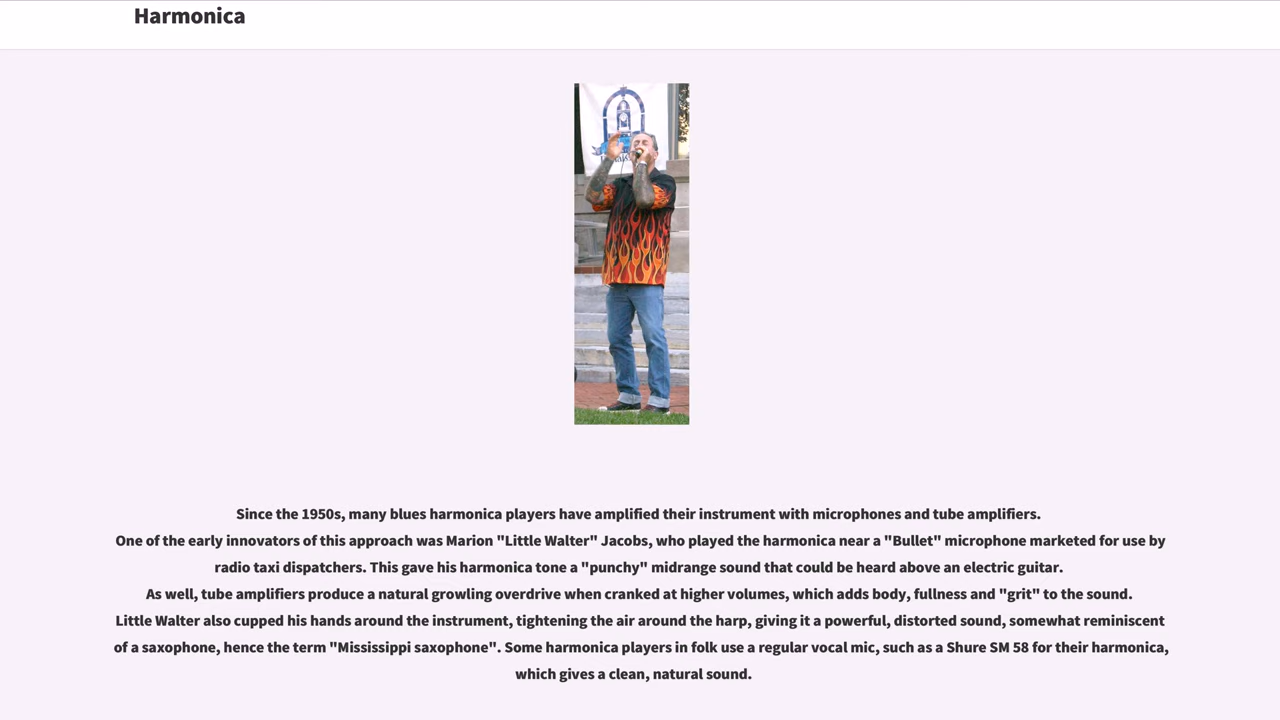 Harmonica
Since the 1950s, many blues harmonica players have amplified their instrument with microphones and tube amplifiers.
One of the early innovators of this approach was Marion "Little Walter" Jacobs, who played the harmonica near a "Bullet" microphone marketed for use by
radio taxi dispatchers. This gave his harmonica tone a "punchy" midrange sound that could be heard above an electric guitar.
As well, tube amplifiers produce a natural growling overdrive when cranked at higher volumes, which adds body, fullness and "grit" to the sound.
Little Walter also cupped his hands around the instrument, tightening the air around the harp, giving it a powerful, distorted sound, somewhat reminiscent
of a saxophone, hence the term "Mississippi saxophone". Some harmonica players in folk use a regular vocal mic, such as a Shure SM 58 for their harmonica,
which gives a clean, natural sound.